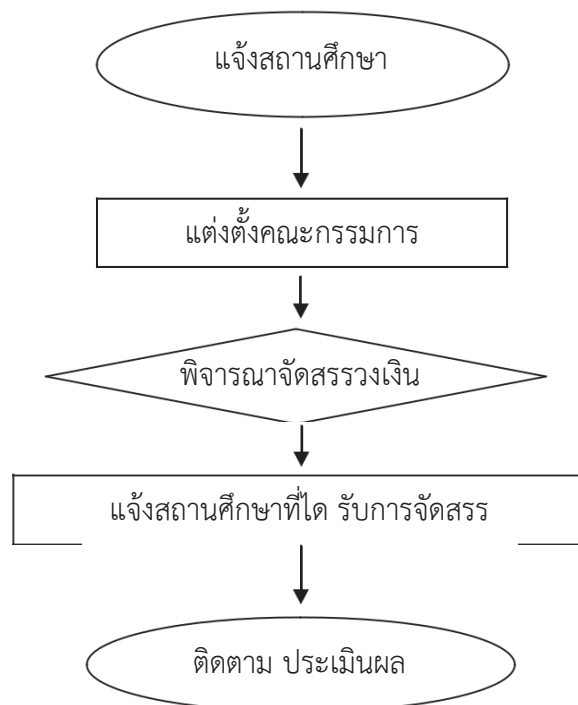 แจ้งสถานศึกษา
แต่งตั้งคณะกรรมการ
พิจารณาจัดสรรวงเงิน
แจ้งสถานศึกษาที่ได รับการจัดสรร
ติดตาม ประเมินผล